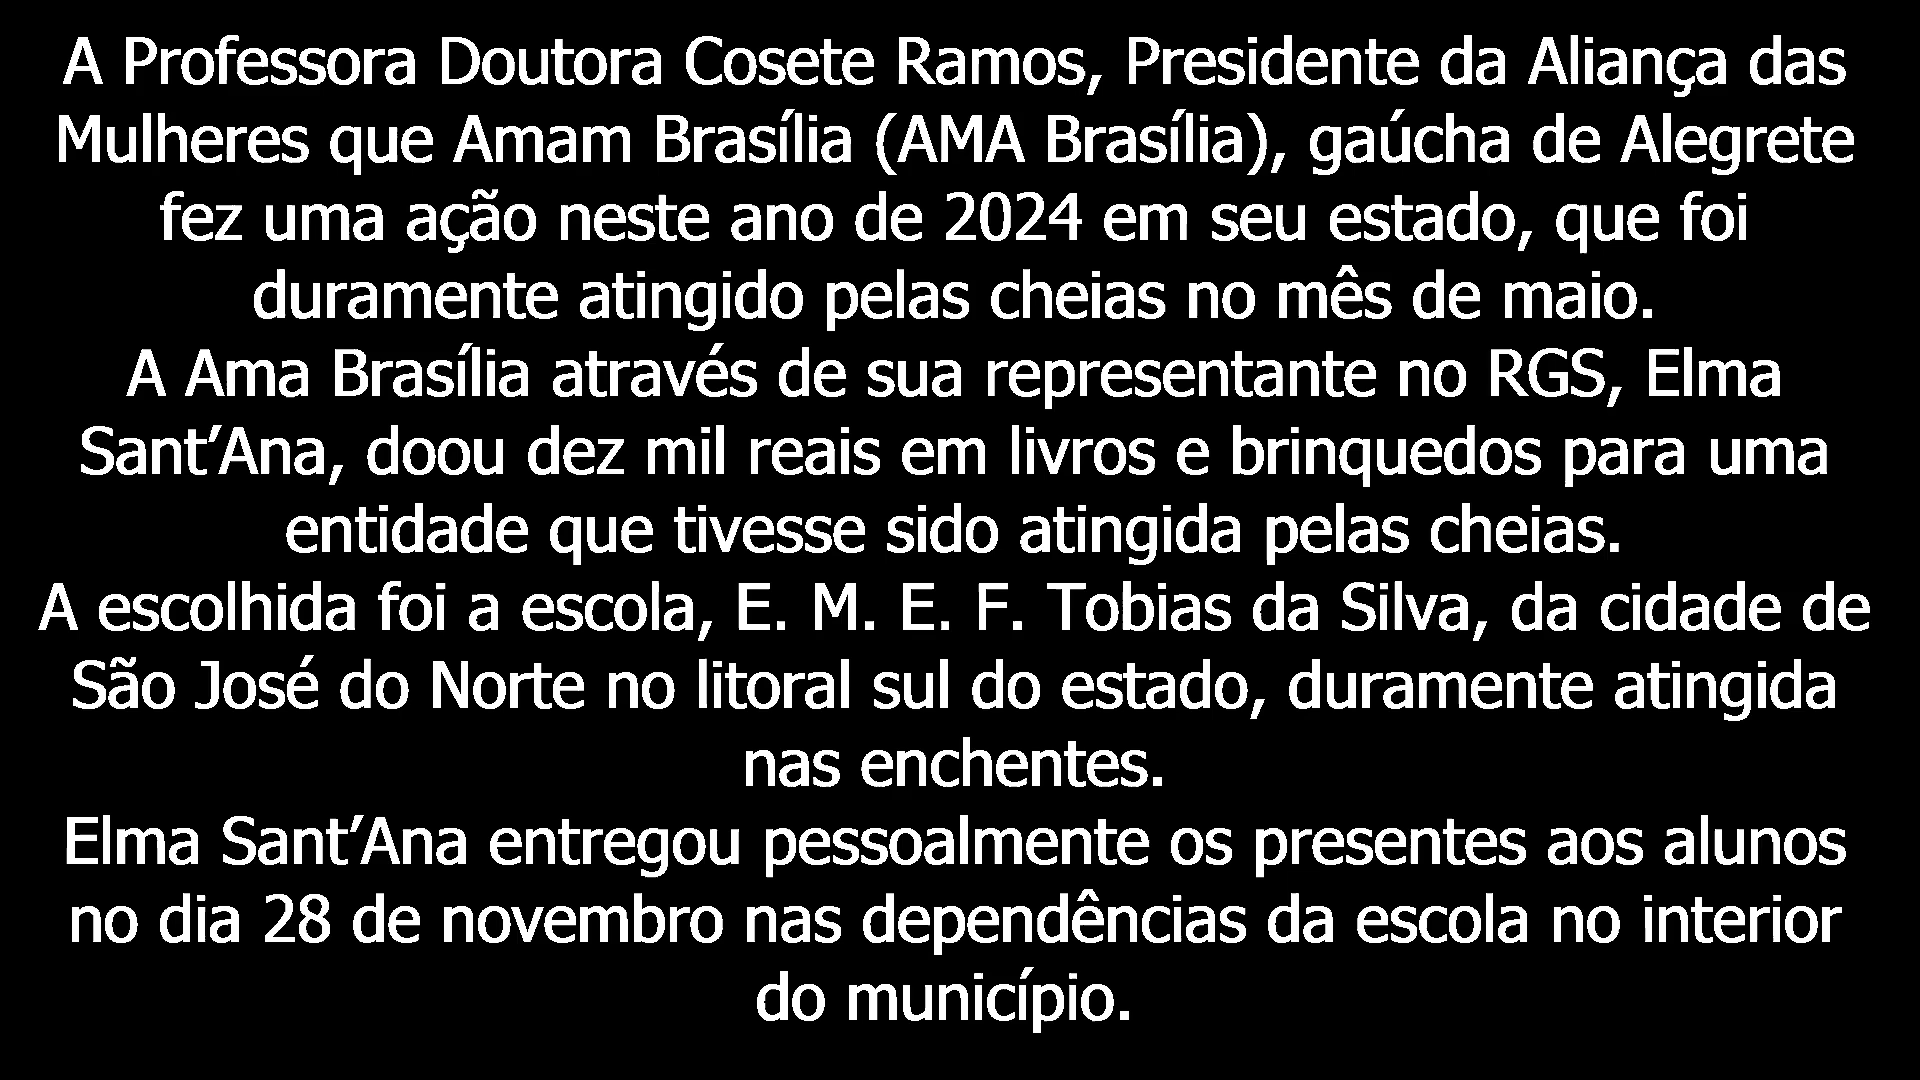 A Professora Doutora Cosete Ramos, Presidente da Aliança das
Mulheres que Amam Brasília (AMA Brasília), gaúcha de Alegrete
fez uma ação neste ano de 2024 em seu estado, que foi
duramente atingido pelas cheias no mês de maio.
A Ama Brasília através de sua representante no RGS, Elma
Sant’Ana, doou dez mil reais em livros e brinquedos para uma
entidade que tivesse sido atingida pelas cheias.
A escolhida foi a escola, E. M. E. F. Tobias da Silva, da cidade de
São José do Norte no litoral sul do estado, duramente atingida
nas enchentes.
Elma Sant’Ana entregou pessoalmente os presentes aos alunos
no dia 28 de novembro nas dependências da escola no interior
do município.